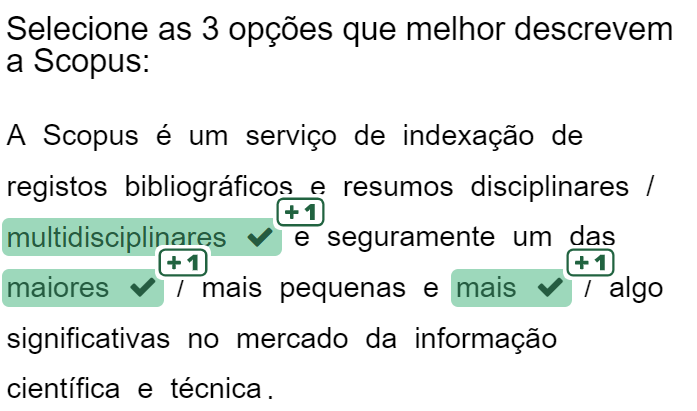 Selecione as 3 opções que melhor descrevem
a Scopus:
A Scopus é um serviço de indexação de
registos bibliográficos e resumos disciplinares /
+1
multidisciplinares ✔ e seguramente um das
+1 +1
maiores ✔ / mais pequenas e mais ✔ / algo
significativas no mercado da informação
científica e técnica.